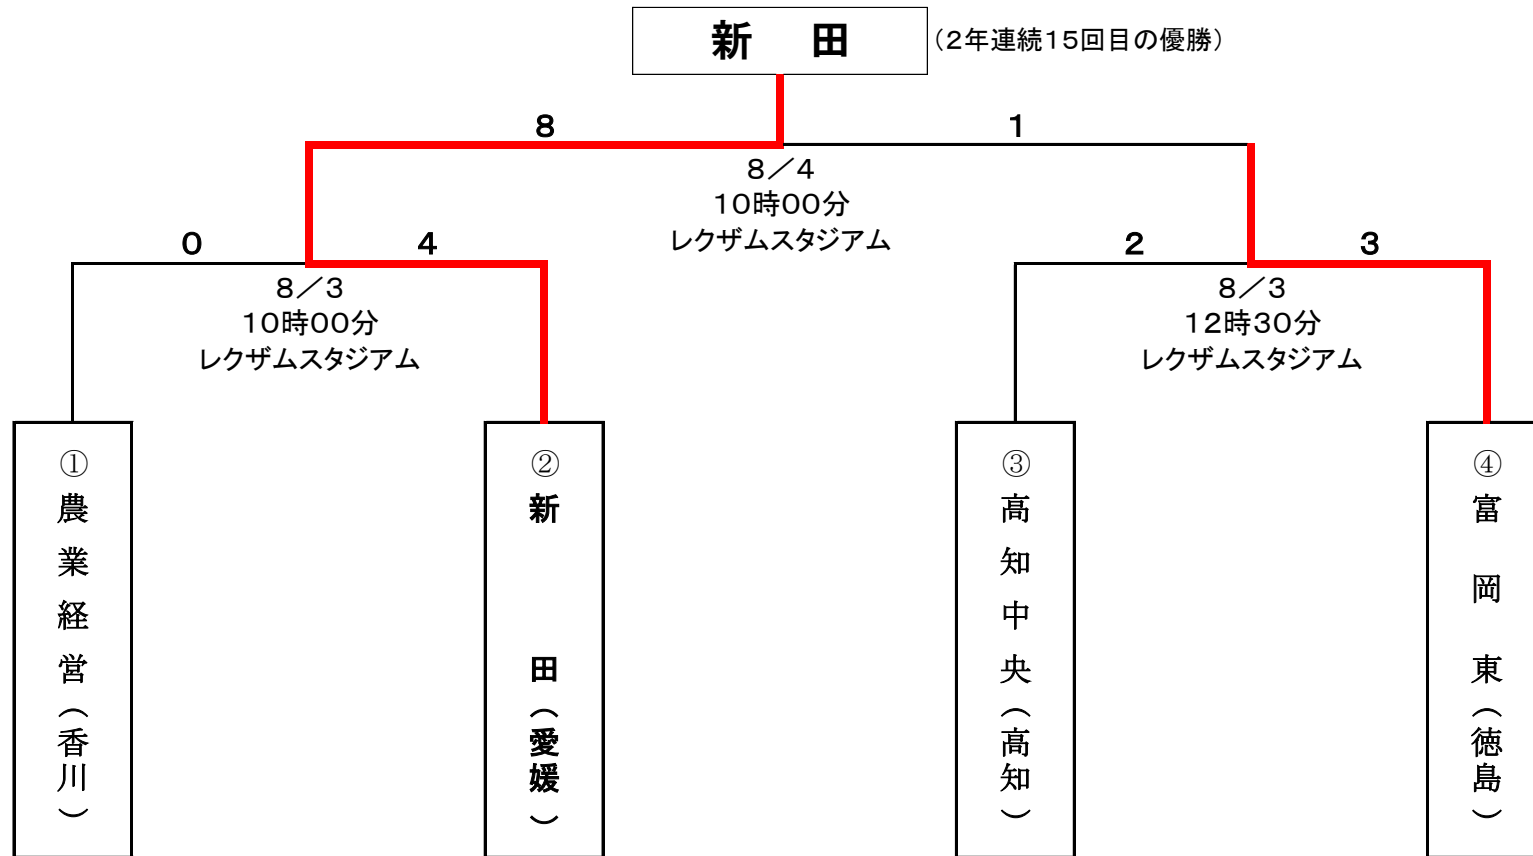 新　田
（2年連続15回目の優勝）
8
1
8／4
10時00分
レクザムスタジアム
0
4
2
3
8／3
10時00分
レクザムスタジアム
8／3
12時30分
レクザムスタジアム
①農業経営（香川）
②新　田（愛媛）
③高知中央（高知）
④富岡東（徳島）